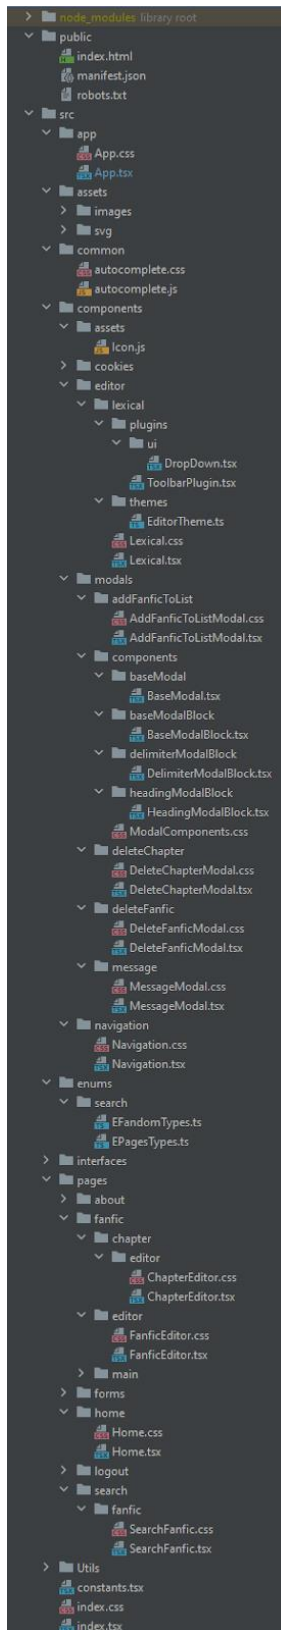 node_modules library root
public
index.html
manifest.json
robots.txt
src
app
App.css
App.tsx
assets
images
svg
common
autocomplete.css
autocomplete.js
components
assets
Icon.js
cookies
editor
lexical
plugins
ui
DropDown.tsx
ToolbarPlugin.tsx
themes
EditorTheme.ts
Lexical.css
Lexical.tsx
modals
addFanficToList
AddFanficToListModal.css
AddFanficToListModal.tsx
components
baseModal
BaseModal.tsx
baseModalBlock
BaseModalBlock.tsx
delimiterModalBlock
DelimiterModalBlock.tsx
headingModalBlock
HeadingModalBlock.tsx
ModalComponents.css
deleteChapter
DeleteChapterModal.css
DeleteChapterModal.tsx
deleteFanfic
DeleteFanficModal.css
DeleteFanficModal.tsx
message
MessageModal.css
MessageModal.tsx
navigation
Navigation.css
Navigation.tsx
enums
search
EFandomTypes.ts
EPagesTypes.ts
interfaces
pages
about
fanfic
chapter
editor
ChapterEditor.css
ChapterEditor.tsx
editor
FanficEditor.css
FanficEditor.tsx
main
forms
home
Home.css
Home.tsx
logout
search
fanfic
SearchFanfic.css
SearchFanfic.tsx
Utils
constants.tsx
index.css
index.tsx